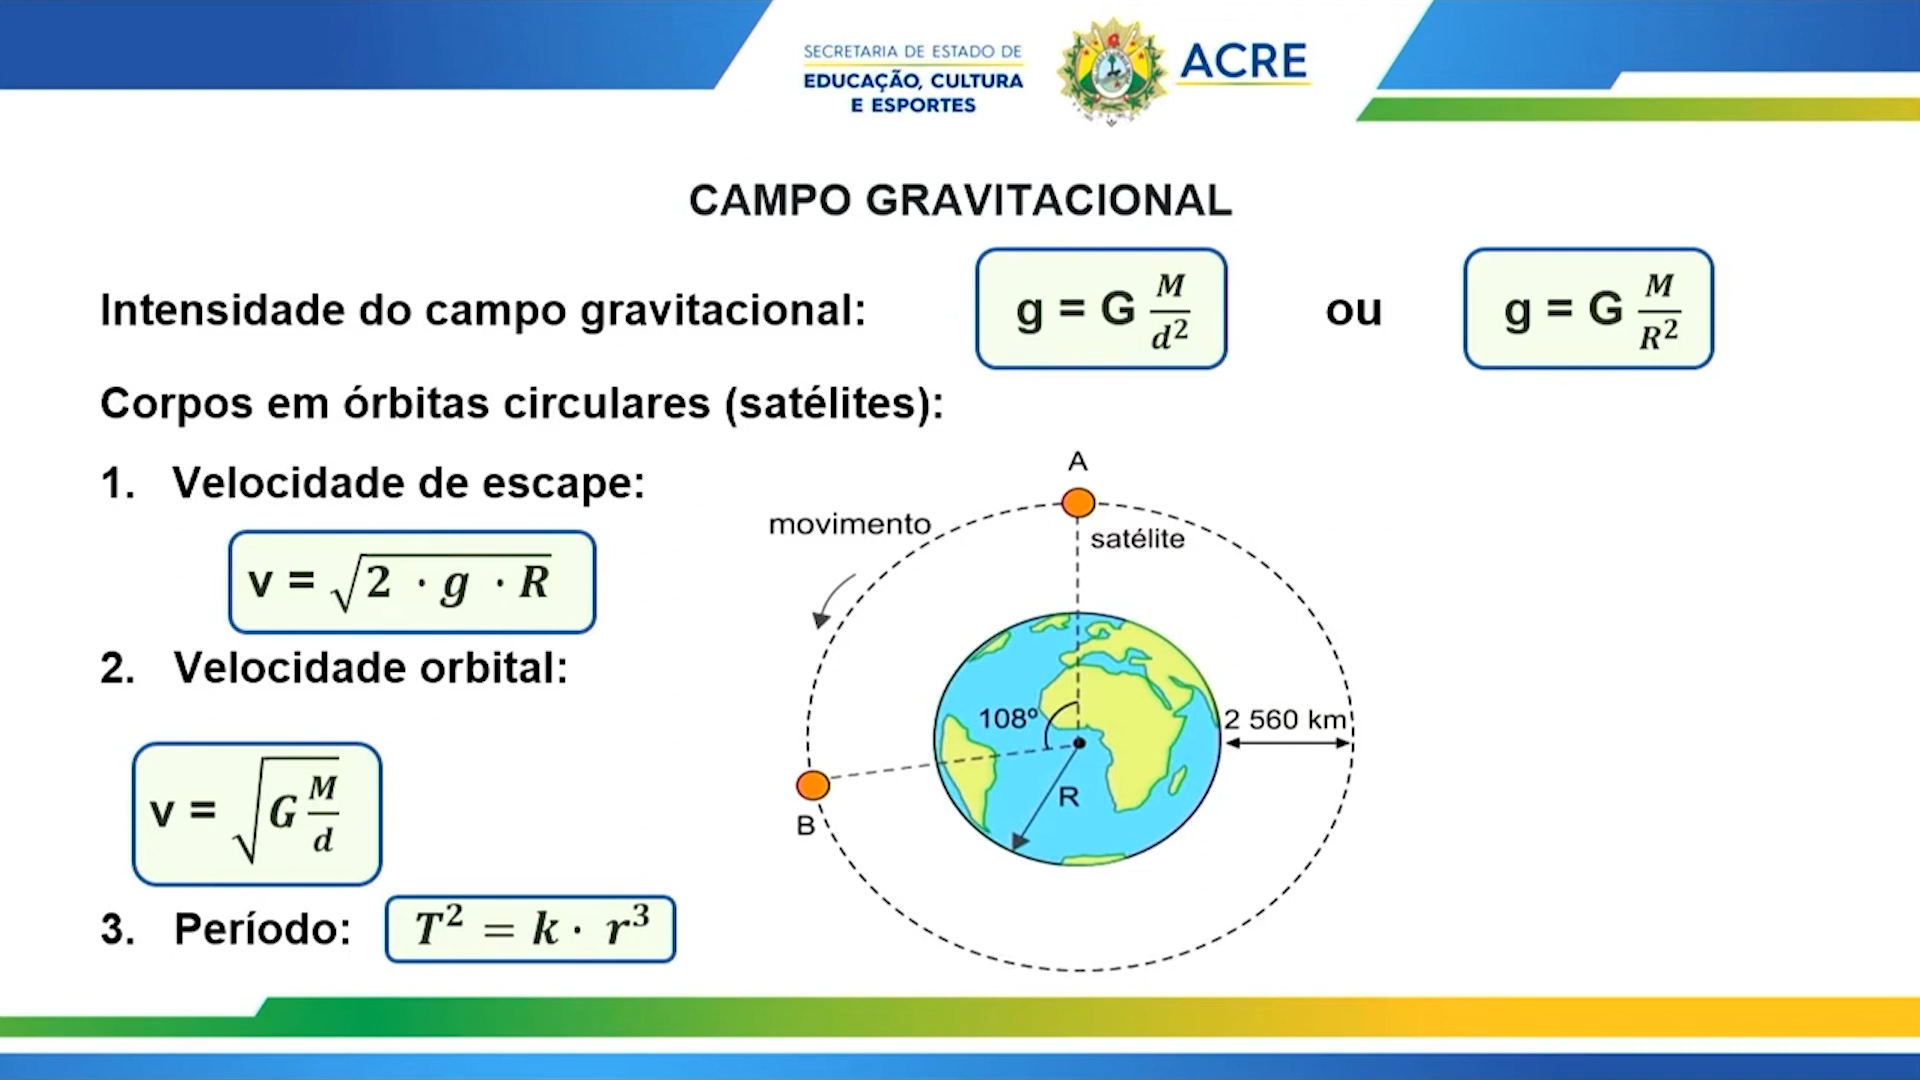 SECRETARIA DE ESTADO DE
EDUCAÇÃO, CULTURA
E ESPORTES
ACRE
CAMPO GRAVITACIONAL
Intensidade do campo gravitacional: g = G M/d² ou g = G M/R²
Corpos em órbitas circulares (satélites):
1. Velocidade de escape:
v = √2 · g · R
2. Velocidade orbital:
v = √G M/d
3. Período: T² = k · r³
A
movimento
satélite
108º
2 560 km
R
B